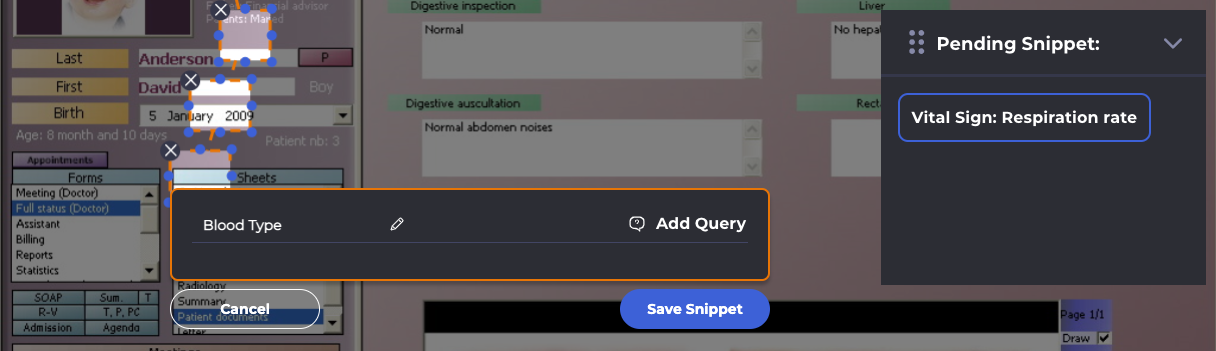 Financial advisor
Digestive inspection
Liver
Normal
No hepat
Pending Snippet:
Last
Anderson
P
First
David
Boy
Birth
5 January 2009
Age: 8 month and 10 days
Patient nb: 3
Digestive auscultation
Recta
Normal abdomen noises
Vital Sign: Respiration rate
Appointments
Forms
Sheets
Meeting (Doctor)
Full status (Doctor)
Assistant
Billing
Reports
Statistics
Blood Type
Add Query
Radiology
Summary
Patient documents
Letter
SOAP
Sum.
T
R-V
T, P, PC
Admission
Agenda
Cancel
Save Snippet
Page 1/1
Draw
Meetings